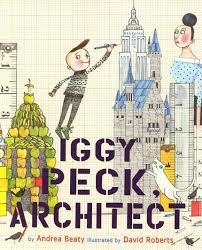 IGGY
PECK
ARCHITECT
by Andrea Beaty illustrated by David Roberts